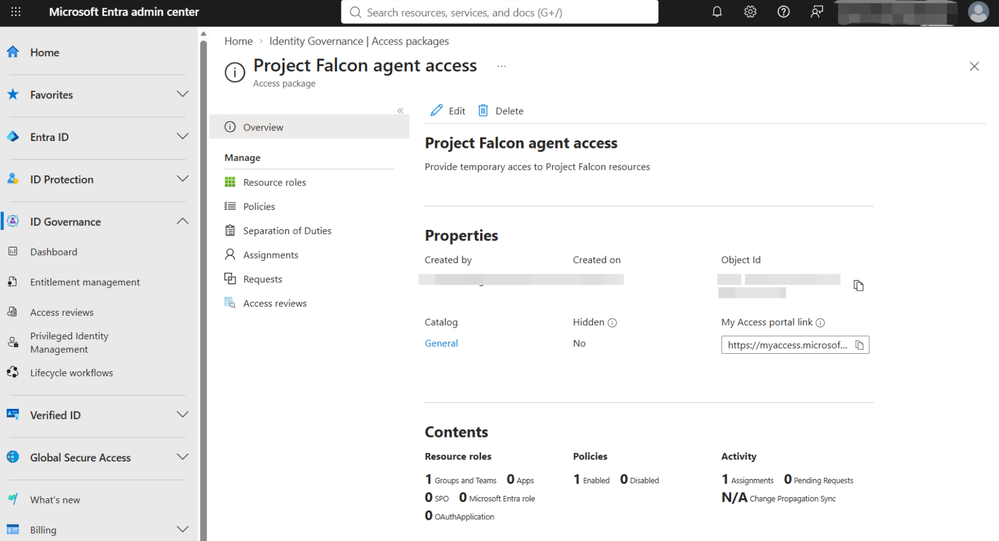 Microsoft Entra admin center
Search resources, services, and docs (G+/)
Home
Favorites
Entra ID
ID Protection
ID Governance
Dashboard
Entitlement management
Access reviews
Privileged Identity
Management
Lifecycle workflows
Verified ID
Global Secure Access
What's new
Billing
Home > Identity Governance | Access packages
Project Falcon agent access ...
Access package
«
Overview
Manage
Resource roles
Policies
Separation of Duties
Assignments
Requests
Access reviews
Edit Delete
Project Falcon agent access
Provide temporary acces to Project Falcon resources
Properties
Created by Created on Object Id
Catalog Hidden My Access portal link
General No https://myaccess.microsof...
Contents
Resource roles Policies Activity
1 Groups and Teams 0 Apps 1 Enabled 0 Disabled 1 Assignments 0 Pending Requests
0 SPO 0 Microsoft Entra role N/A Change Propagation Sync
0 OAuthApplication